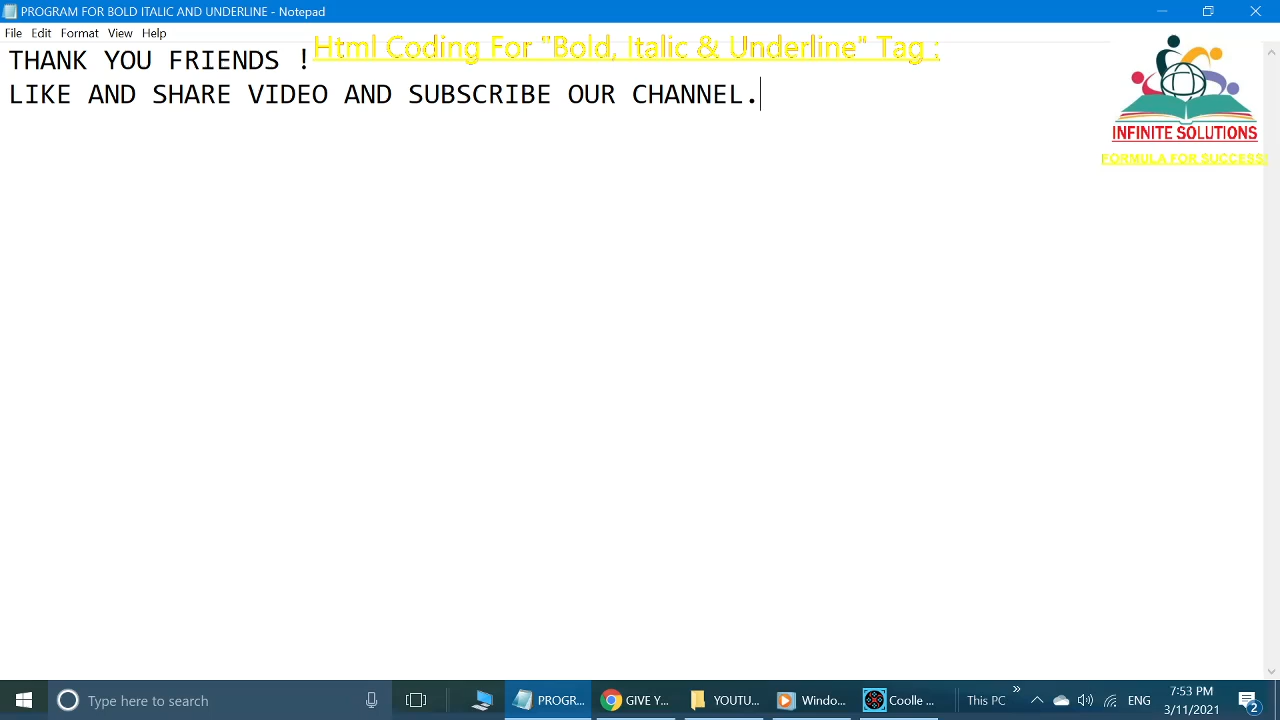 PROGRAM FOR BOLD ITALIC AND UNDERLINE - Notepad
File Edit Format View Help
Html Coding For "Bold, Italic & Underline" Tag :
THANK YOU FRIENDS !
LIKE AND SHARE VIDEO AND SUBSCRIBE OUR CHANNEL.
INFINITE SOLUTIONS
FORMULA FOR SUCCESS!
Type here to search
PROGR...
GIVE Y...
YOUTU...
Windo...
Coolle ...
This PC
ENG
7:53 PM
3/11/2021
2